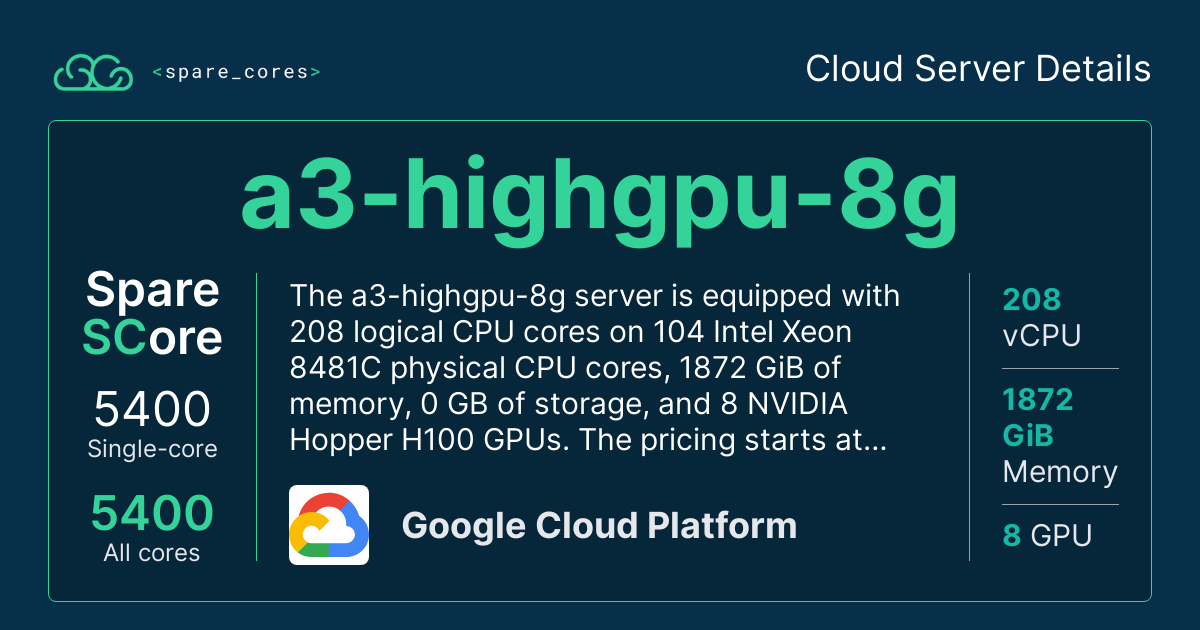 <spare_cores>
Cloud Server Details
a3-highgpu-8g
Spare
SCore
5400
Single-core
5400
All cores
The a3-highgpu-8g server is equipped with
208 logical CPU cores on 104 Intel Xeon
8481C physical CPU cores, 1872 GiB of
memory, 0 GB of storage, and 8 NVIDIA
Hopper H100 GPUs. The pricing starts at...
Google Cloud Platform
208
vCPU
1872
GiB
Memory
8 GPU